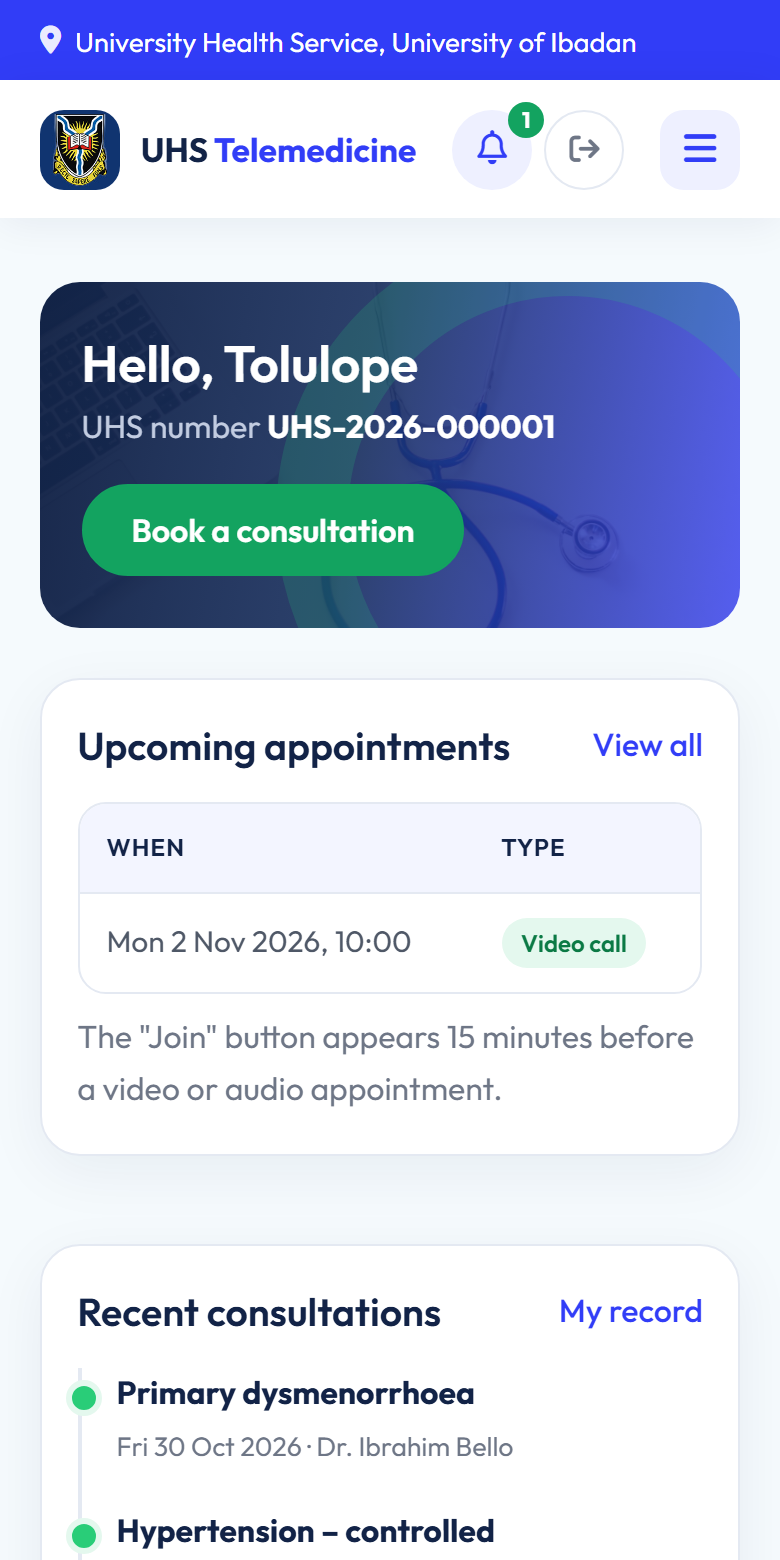 University Health Service, University of Ibadan
UHS Telemedicine
1
Hello, Tolulope
UHS number UHS-2026-000001
Book a consultation
Upcoming appointments
View all
WHEN
TYPE
Mon 2 Nov 2026, 10:00
Video call
The "Join" button appears 15 minutes before
a video or audio appointment.
Recent consultations
My record
Primary dysmenorrhoea
Fri 30 Oct 2026 · Dr. Ibrahim Bello
Hypertension – controlled